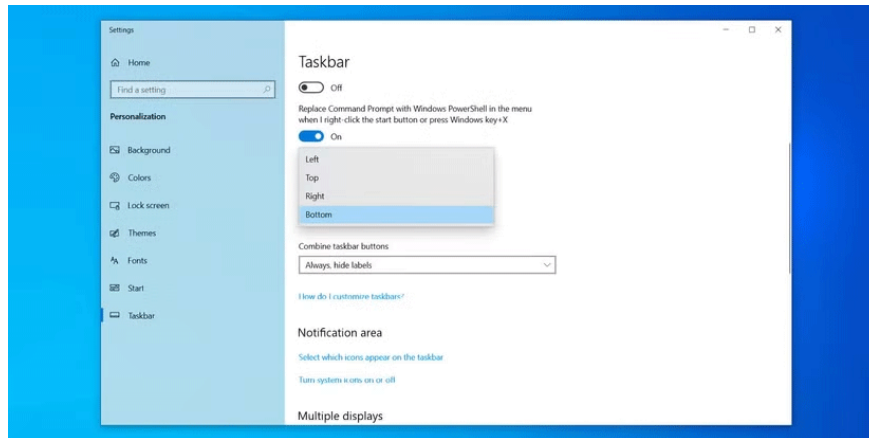 Settings
Home
Find a setting
Personalization
Background
Colors
Lock screen
Themes
Fonts
Start
Taskbar
Taskbar
Off
Replace Command Prompt with Windows PowerShell in the menu
when I right-click the start button or press Windows key+X
On
Left
Top
Right
Bottom
Combine taskbar buttons
Always, hide labels
How do I customize taskbars?
Notification area
Select which icons appear on the taskbar
Turn system icons on or off
Multiple displays